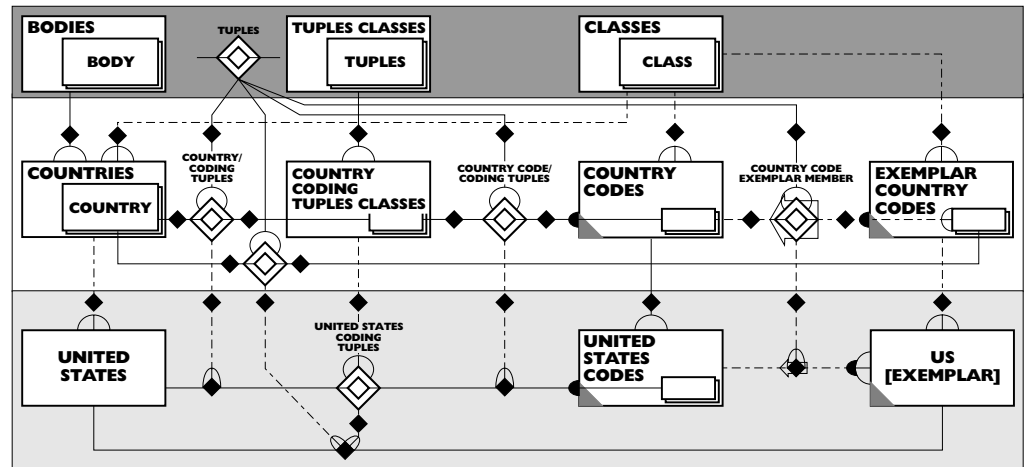 BODIES
BODY
TUPLES
TUPLES CLASSES
TUPLES
CLASSES
CLASS
COUNTRIES
COUNTRY
COUNTRY/
CODING
TUPLES
COUNTRY
CODING
TUPLES CLASSES
COUNTRY CODE/
CODING TUPLES
COUNTRY
CODES
COUNTRY CODE
EXEMPLAR MEMBER
EXEMPLAR
COUNTRY
CODES
UNITED
STATES
UNITED STATES
CODING
TUPLES
UNITED
STATES
CODES
US
[EXEMPLAR]